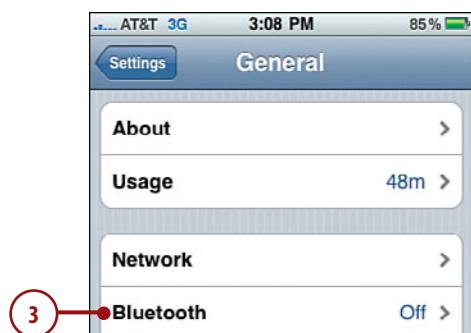 AT&T 3G 3:08 PM 85%
Settings General
About
Usage 48m
Network
3 Bluetooth Off